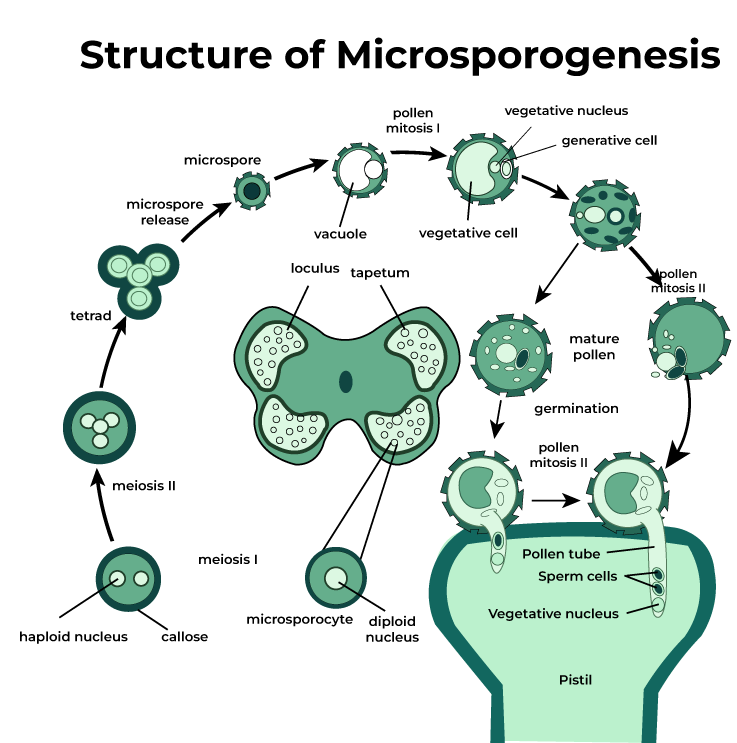 Structure of Microsporogenesis
pollen
mitosis I
vegetative nucleus
generative cell
microspore
microspore
release
vacuole
vegetative cell
loculus
tapetum
pollen
mitosis II
tetrad
mature
pollen
germination
pollen
mitosis II
meiosis II
meiosis I
Pollen tube
Sperm cells
Vegetative nucleus
microsporocyte
diploid
nucleus
haploid nucleus
callose
Pistil